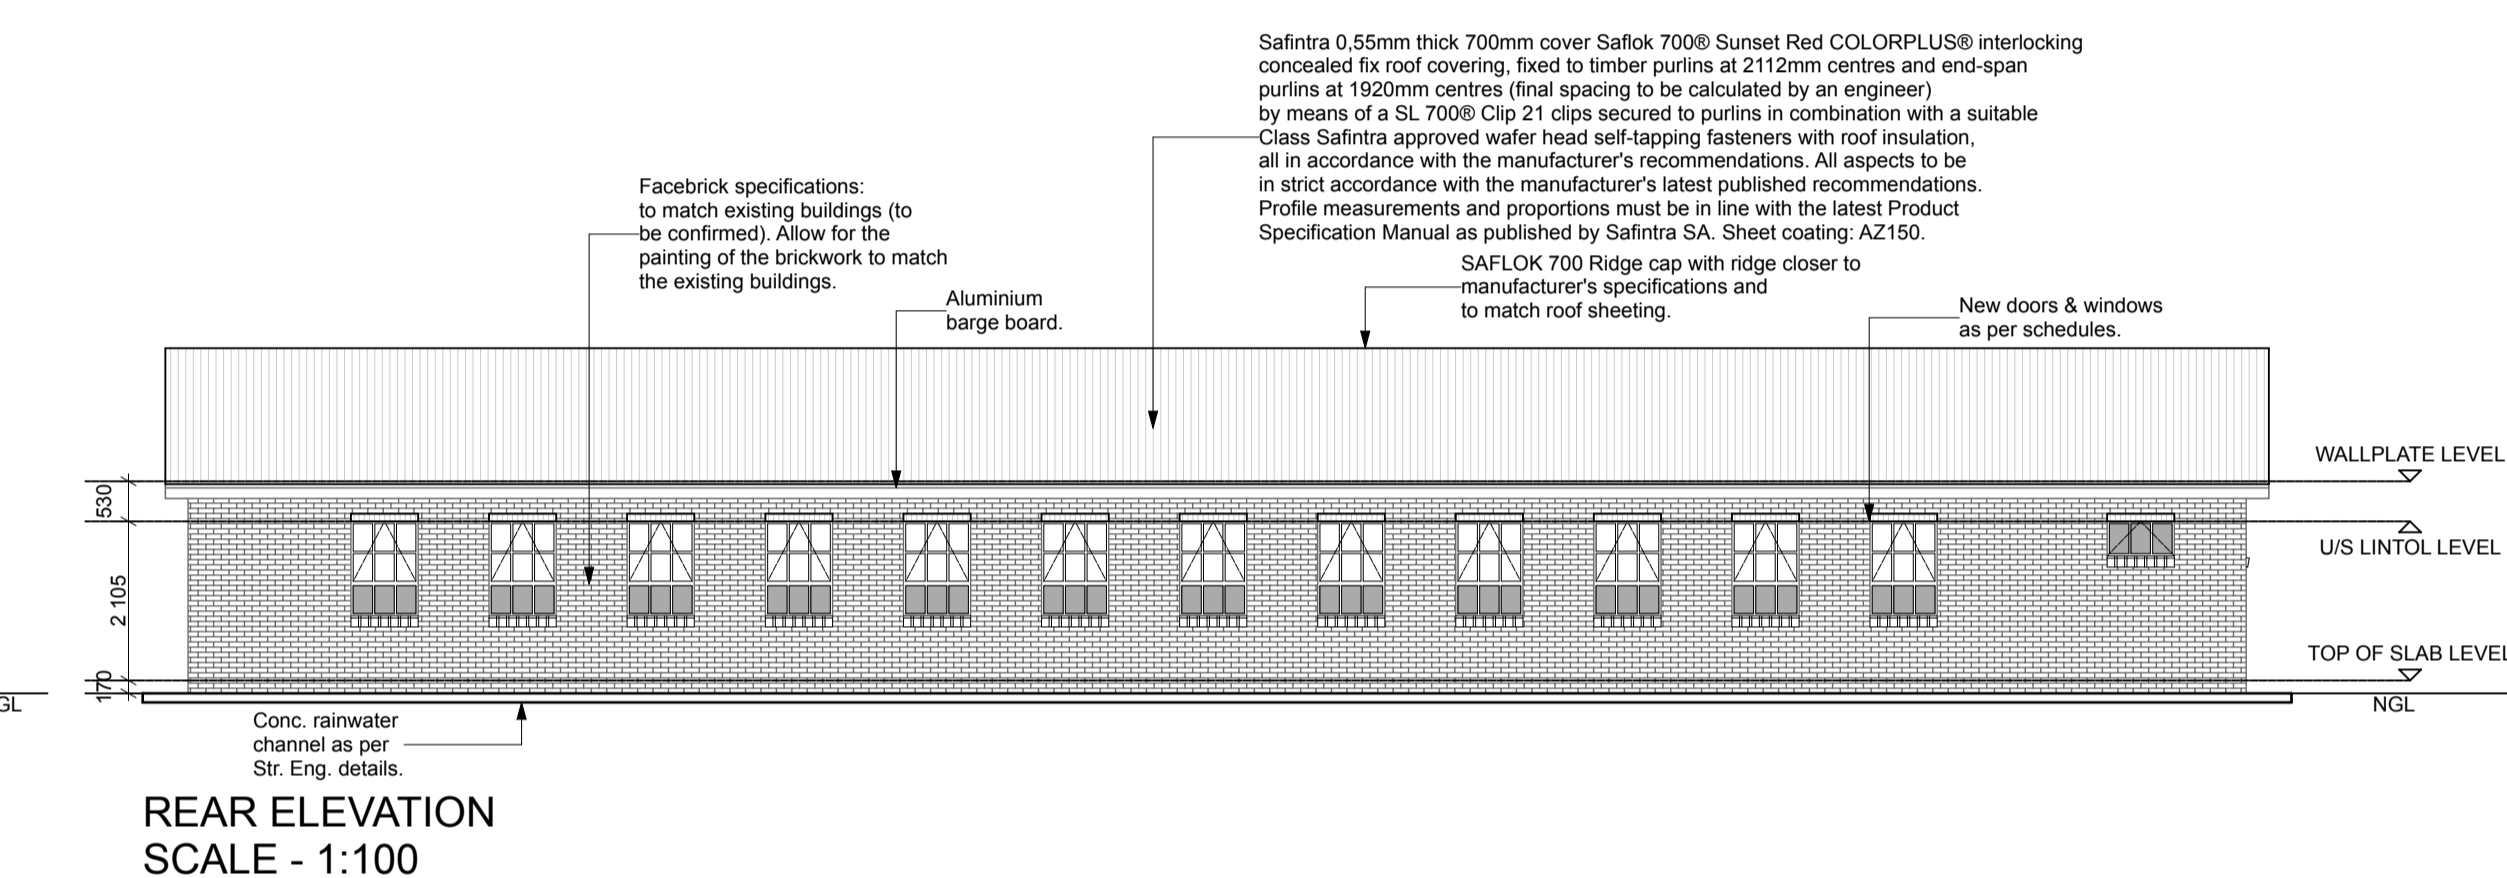 Safintra 0,55mm thick 700mm cover Saflok 700® Sunset Red COLORPLUS® interlocking
concealed fix roof covering, fixed to timber purlins at 2112mm centres and end-span
purlins at 1920mm centres (final spacing to be calculated by an engineer)
by means of a SL 700® Clip 21 clips secured to purlins in combination with a suitable
Class Safintra approved wafer head self-tapping fasteners with roof insulation,
all in accordance with the manufacturer's recommendations. All aspects to be
in strict accordance with the manufacturer's latest published recommendations.
Profile measurements and proportions must be in line with the latest Product
Specification Manual as published by Safintra SA. Sheet coating: AZ150.
Facebrick specifications:
to match existing buildings (to
be confirmed). Allow for the
painting of the brickwork to match
the existing buildings.
Aluminium
barge board.
SAFLOK 700 Ridge cap with ridge closer to
manufacturer's specifications and
to match roof sheeting.
New doors & windows
as per schedules.
WALLPLATE LEVEL
530
U/S LINTOL LEVEL
2 105
TOP OF SLAB LEVEL
170
GL
NGL
Conc. rainwater
channel as per
Str. Eng. details.
REAR ELEVATION
SCALE - 1:100